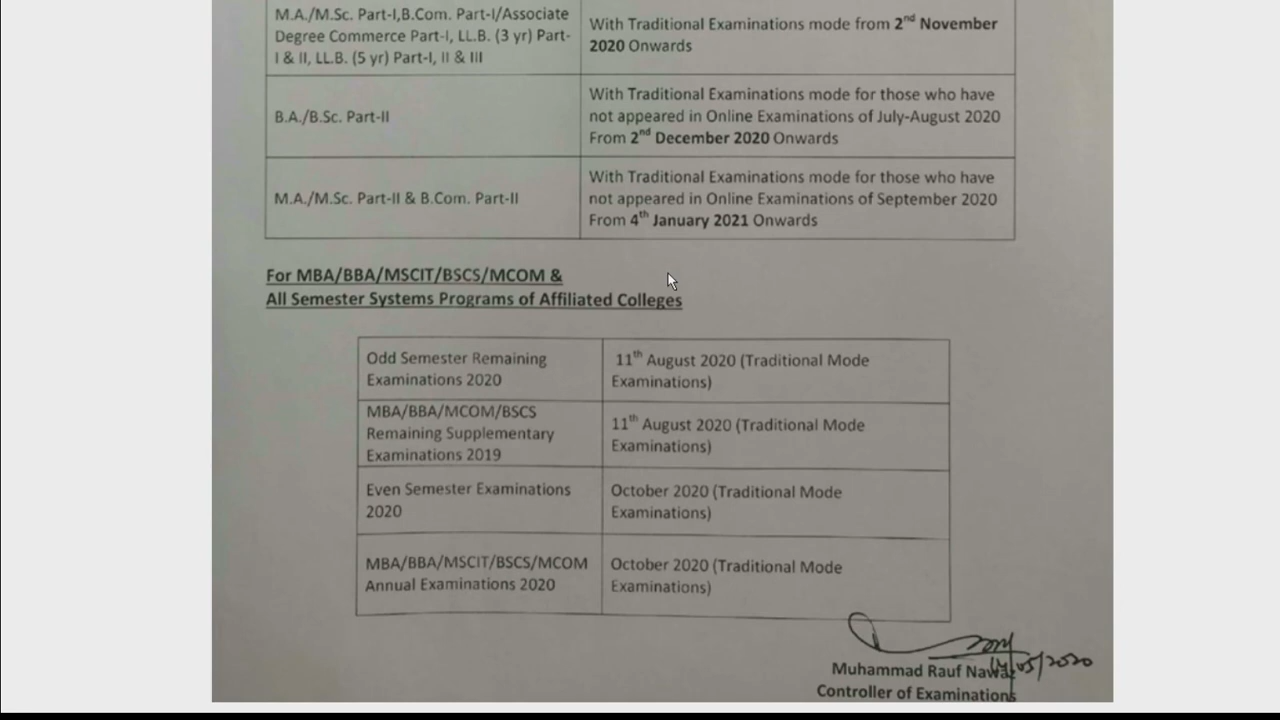 M.A./M.Sc. Part-I,B.Com. Part-I/Associate
Degree Commerce Part-I, LL.B. (3 yr) Part-
I & II, LL.B. (5 yr) Part-I, II & III
With Traditional Examinations mode from 2nd November
2020 Onwards
B.A./B.Sc. Part-II
With Traditional Examinations mode for those who have
not appeared in Online Examinations of July-August 2020
From 2nd December 2020 Onwards
M.A./M.Sc. Part-II & B.Com. Part-II
With Traditional Examinations mode for those who have
not appeared in Online Examinations of September 2020
From 4th January 2021 Onwards
For MBA/BBA/MSCIT/BSCS/MCOM &
All Semester Systems Programs of Affiliated Colleges
Odd Semester Remaining
Examinations 2020
11th August 2020 (Traditional Mode
Examinations)
MBA/BBA/MCOM/BSCS
Remaining Supplementary
Examinations 2019
11th August 2020 (Traditional Mode
Examinations)
Even Semester Examinations
2020
October 2020 (Traditional Mode
Examinations)
MBA/BBA/MSCIT/BSCS/MCOM
Annual Examinations 2020
October 2020 (Traditional Mode
Examinations)
Muhammad Rauf Nawaz
Controller of Examinations